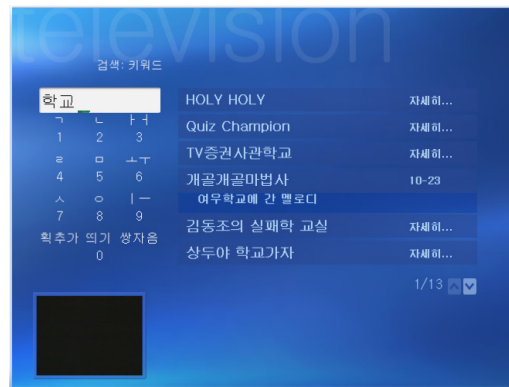 television
검색: 키워드
학교
ㄱ ㄴ ㅏㅓ
1 2 3
ㄹ ㅁ ㅗㅜ
4 5 6
ㅅ ㅇ ㅣㅡ
7 8 9
획추가 띄기 쌍자음
0
HOLY HOLY 자세히...
Quiz Champion 자세히...
TV증권사관학교 자세히...
개골개골마법사 10-23
여우학교에 간 멜로디
김동조의 실패학 교실 자세히...
상두야 학교가자 자세히...
1/13